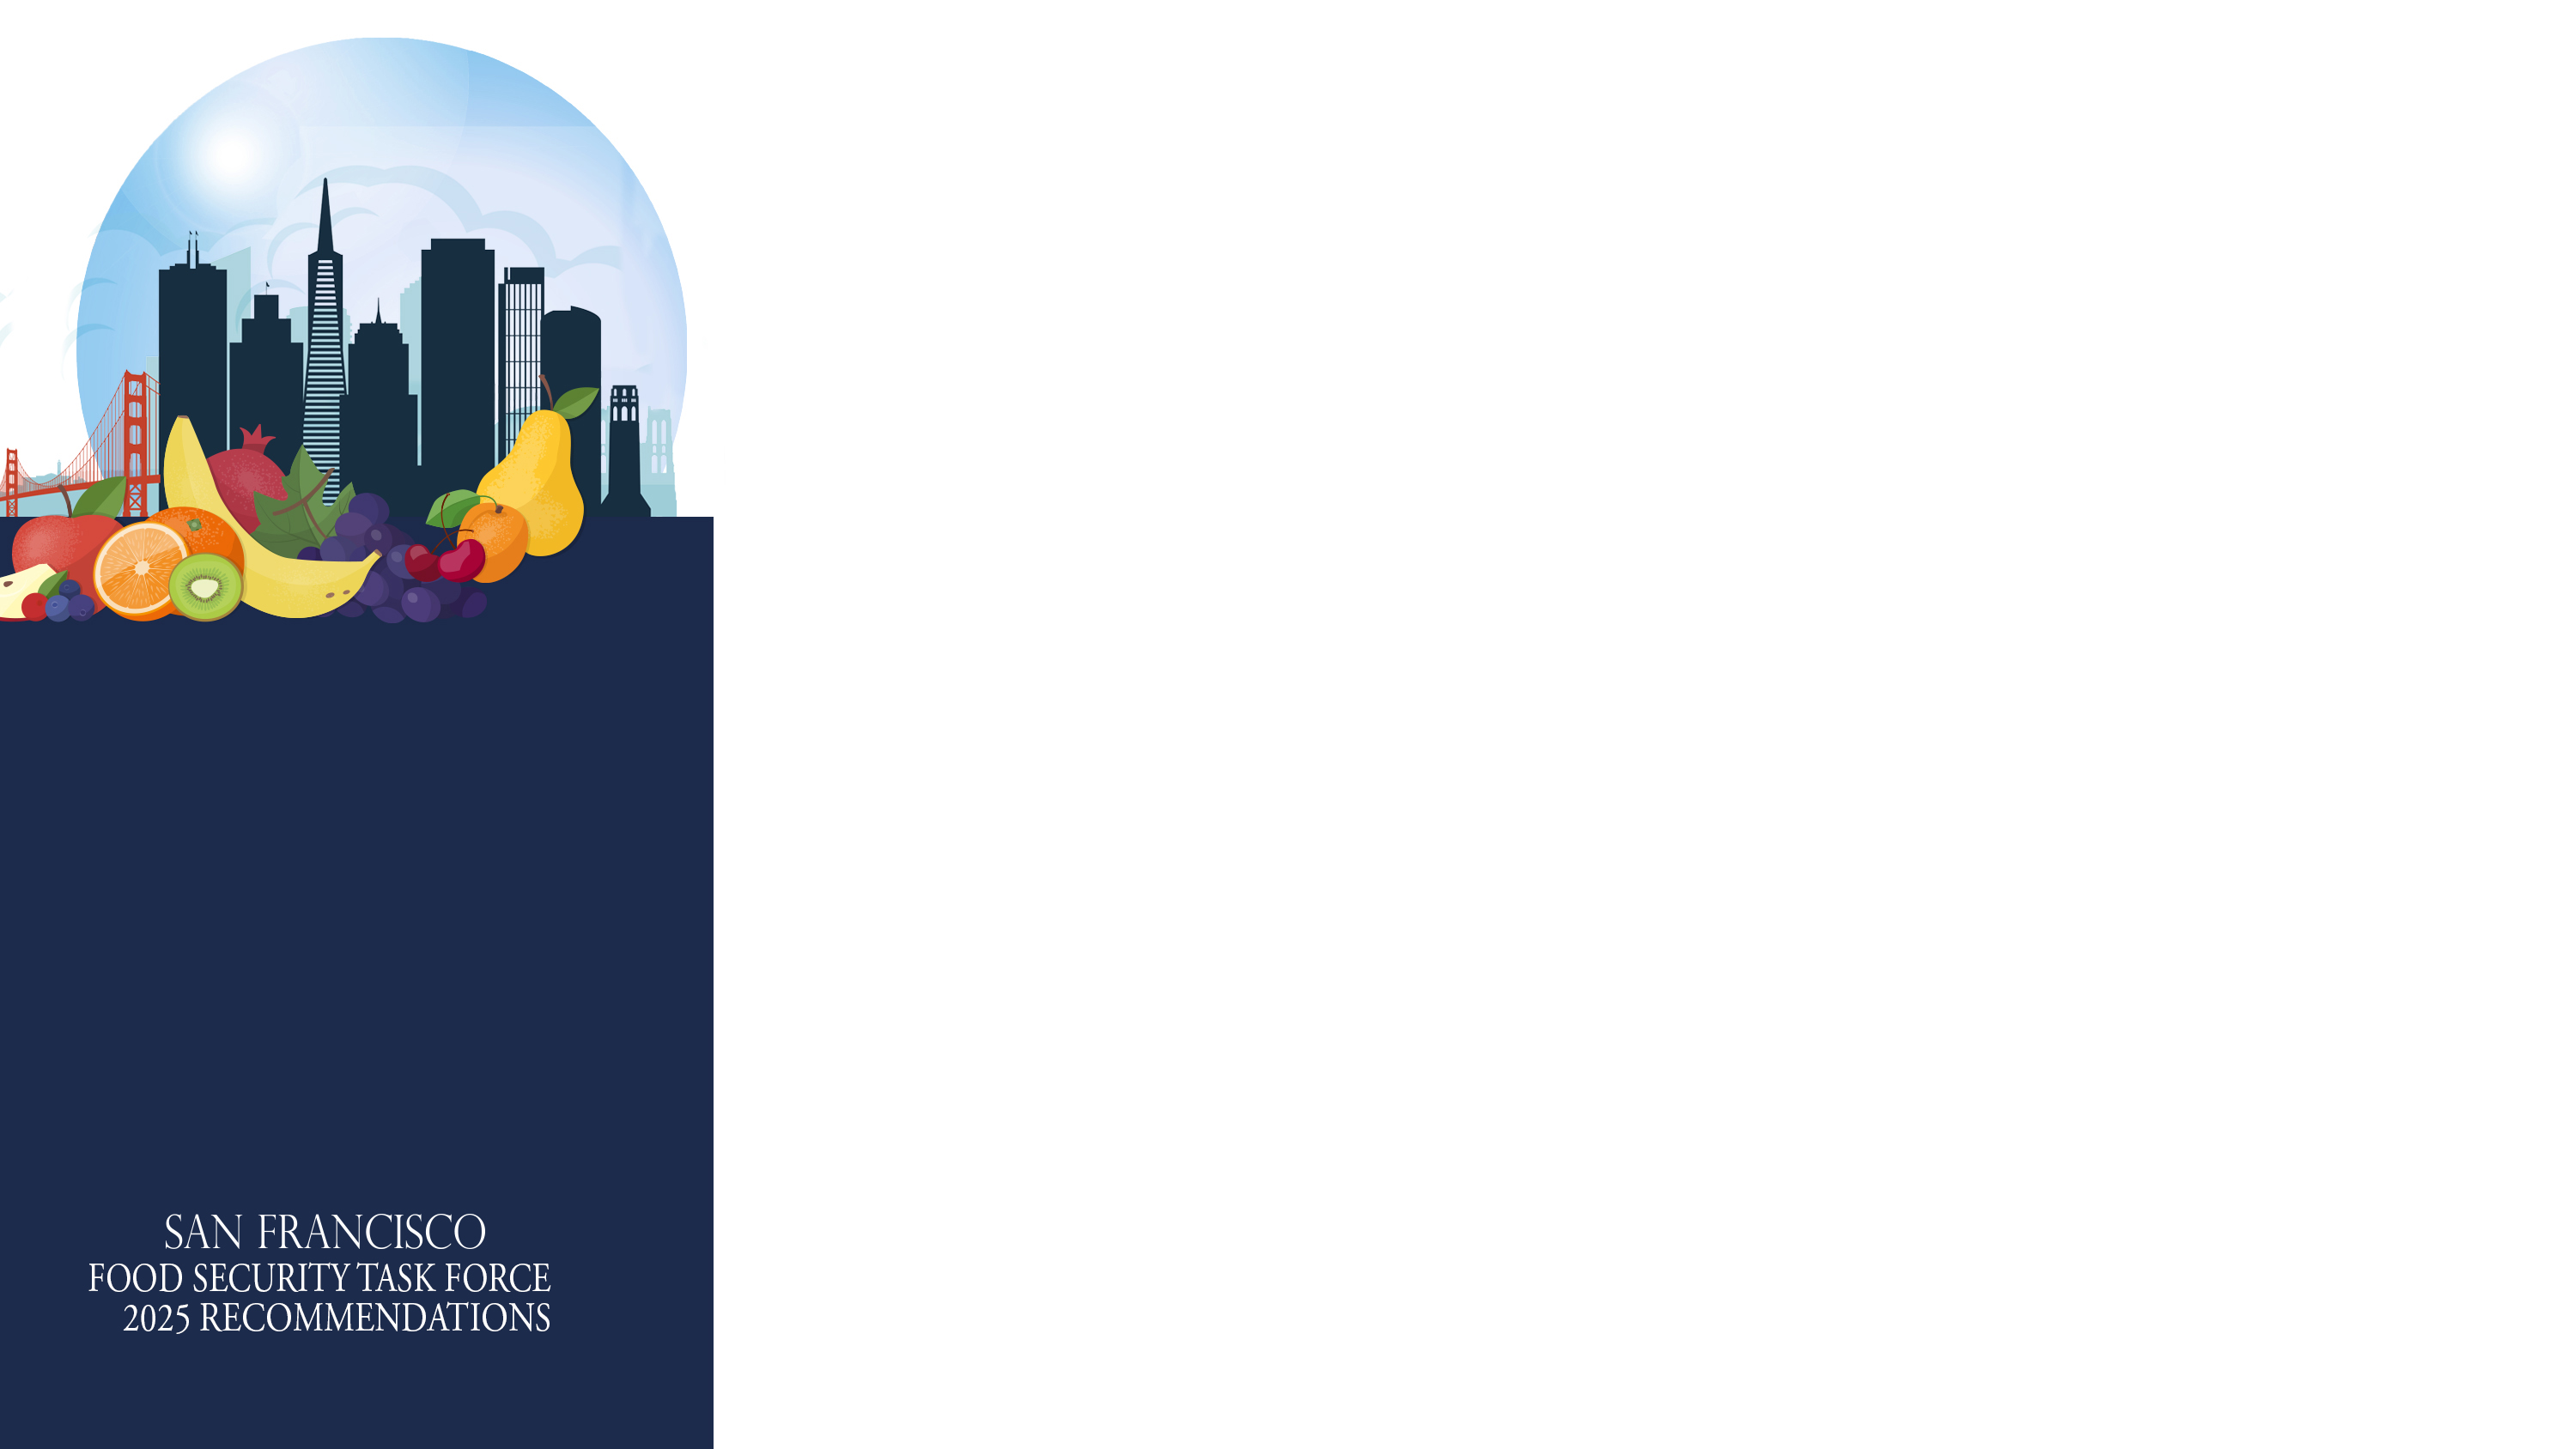 SAN FRANCISCO
FOOD SECURITY TASK FORCE
2025 RECOMMENDATIONS